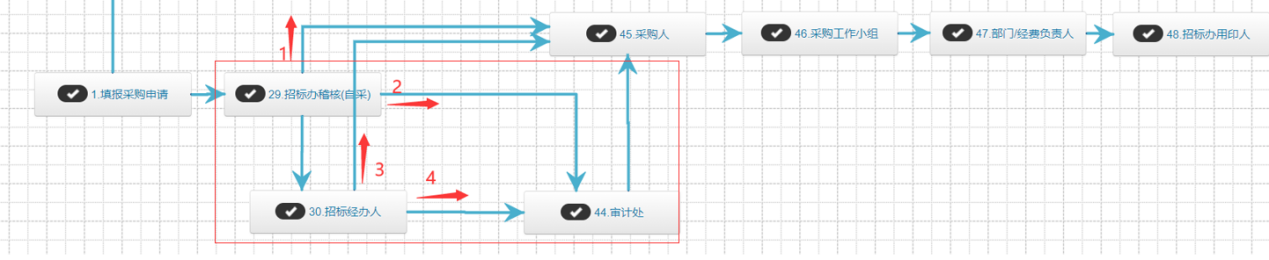 45.采购人
46.采购工作小组
47.部门/经费负责人
48.招标办用印人
1
1.填报采购申请
29.招标办稽核(自采)
2
3
4
30.招标经办人
44.审计处